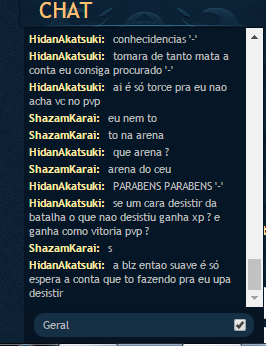 CHAT
HidanAkatsuki: conhecidencias '-'
HidanAkatsuki: tomara de tanto mata a
conta eu consiga procurado '-'
HidanAkatsuki: ai é só torce pra eu nao
acha vc no pvp
ShazamKarai: eu nem to
ShazamKarai: to na arena
HidanAkatsuki: que arena ?
ShazamKarai: arena do ceu
HidanAkatsuki: PARABENS PARABENS '-'
HidanAkatsuki: se um cara desistir da
batalha o que nao desistiu ganha xp ? e
ganha como vitoria pvp ?
ShazamKarai: s
HidanAkatsuki: a blz entao suave é só
espera a conta que to fazendo pra eu upa
desistir
Geral